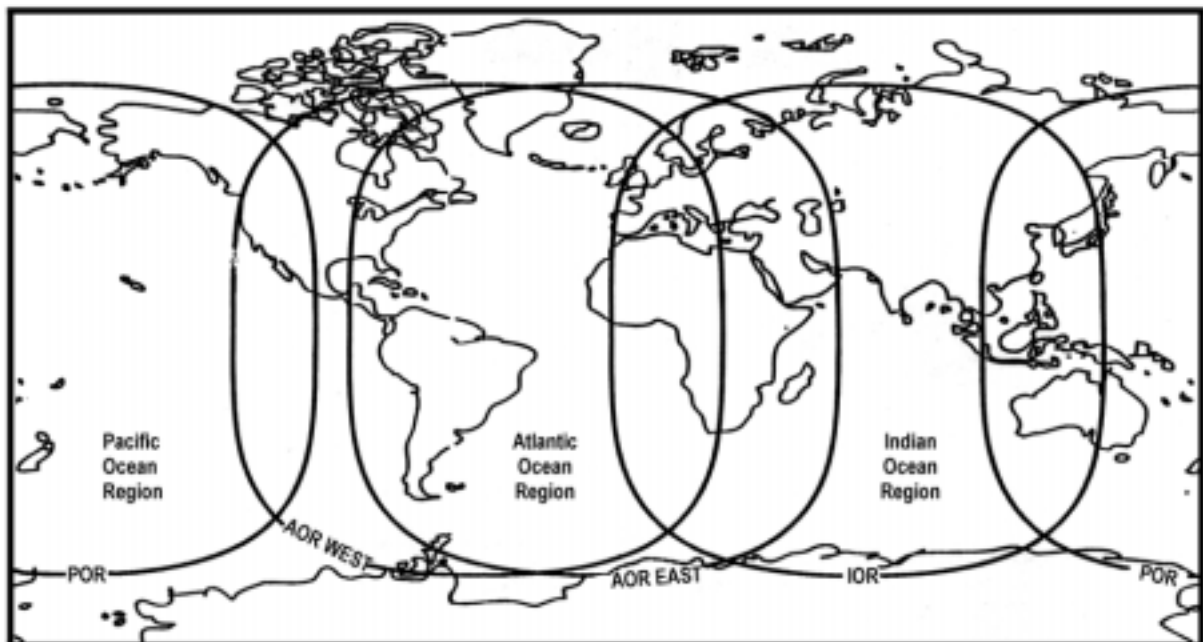 Pacific
Ocean
Region
Atlantic
Ocean
Region
Indian
Ocean
Region
POR
AOR WEST
AOR EAST
IOR
POR